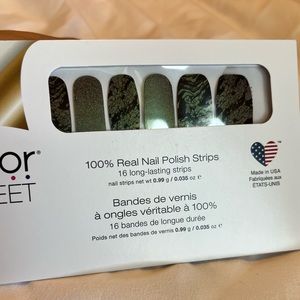 or
EET
100% Real Nail Polish Strips
16 long-lasting strips
nail strips net wt 0.99 g / 0.035 oz ℮
Made in USA
Fabriquées aux
ÉTATS-UNIS
Bandes de vernis
à ongles véritable à 100%
16 bandes de longue durée
Poids net des bandes de vernis 0.99 g / 0.035 oz ℮